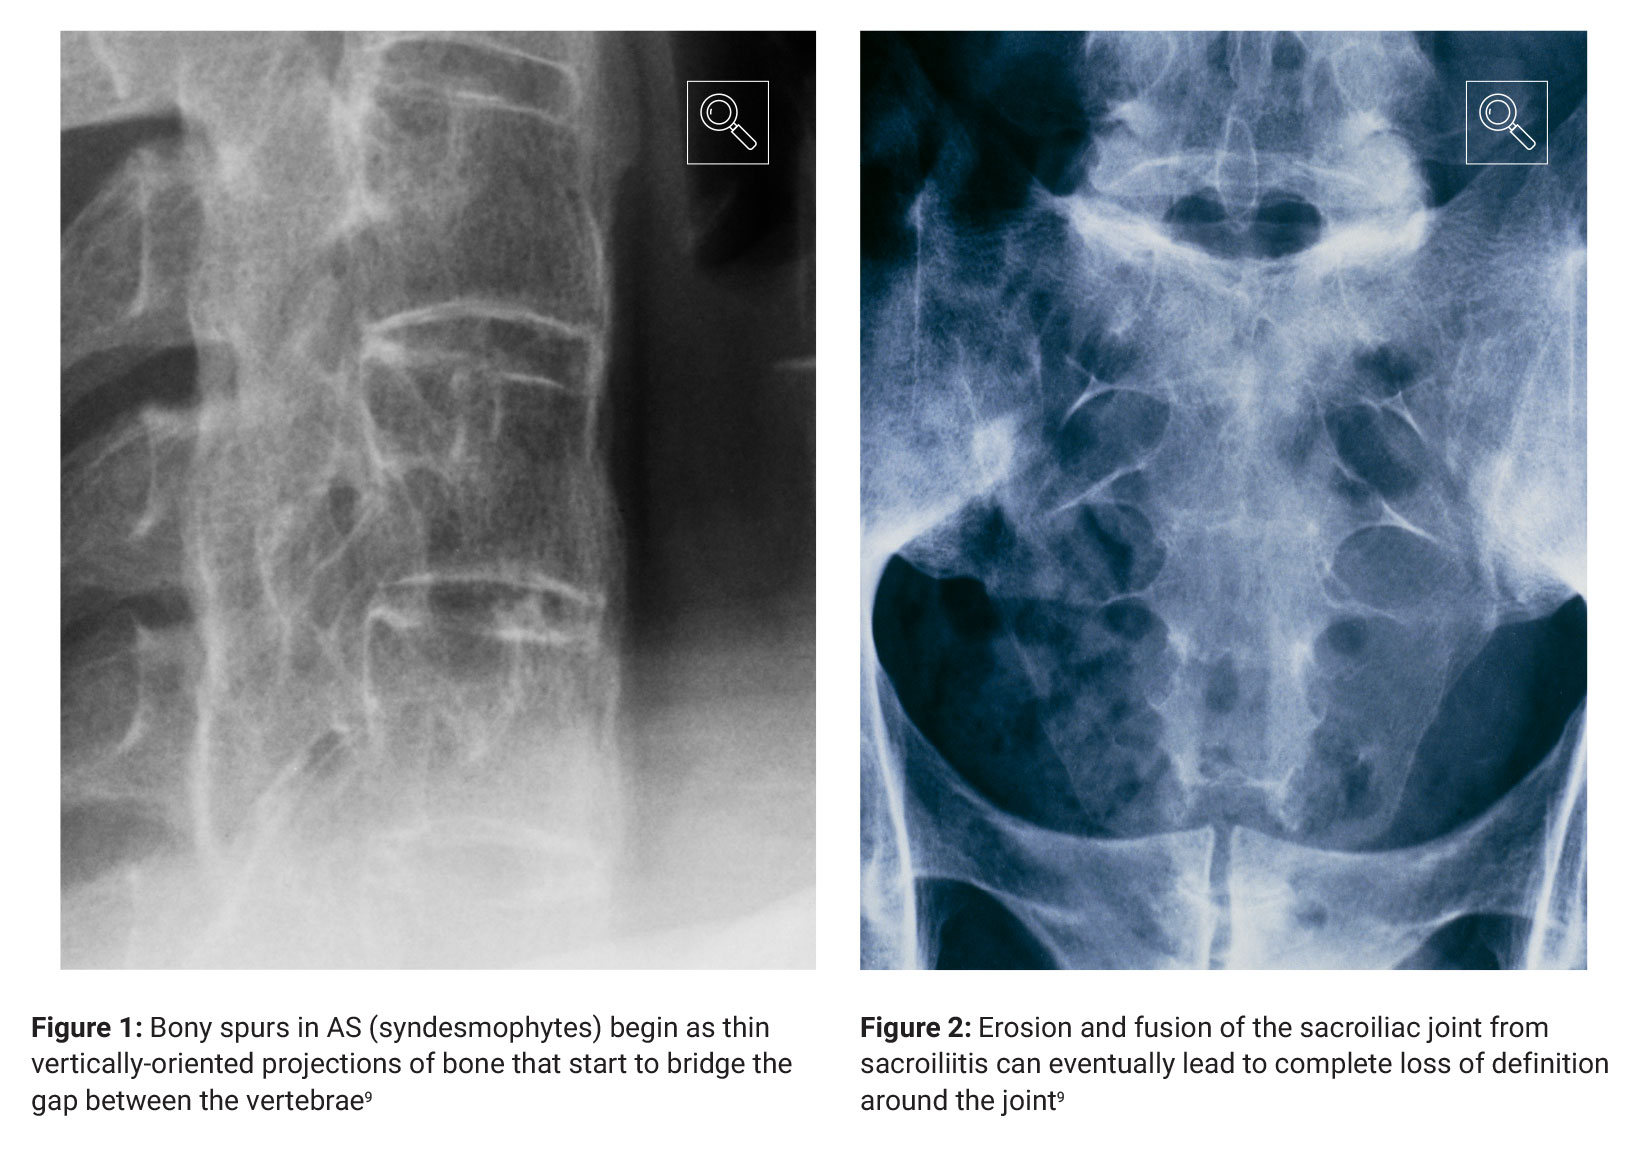 Figure 1: Bony spurs in AS (syndesmophytes) begin as thin
vertically-oriented projections of bone that start to bridge the
gap between the vertebrae⁹
Figure 2: Erosion and fusion of the sacroiliac joint from
sacroiliitis can eventually lead to complete loss of definition
around the joint⁹